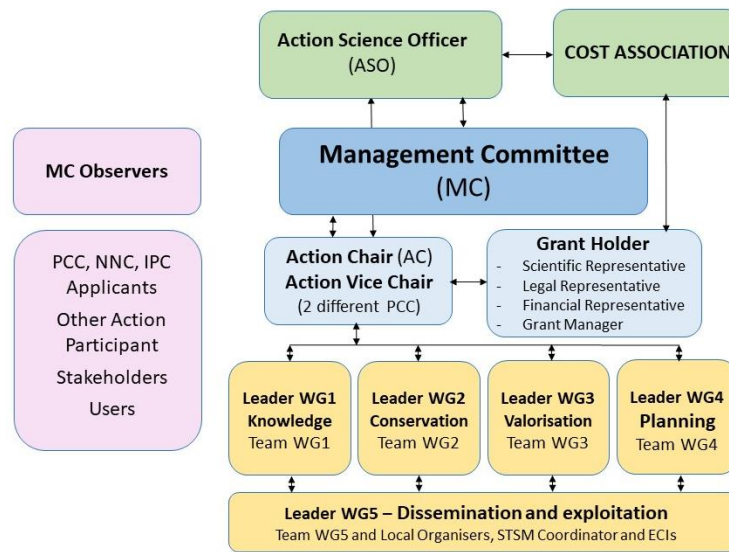 Action Science Officer
(ASO)
COST ASSOCIATION
MC Observers
Management Committee
(MC)
PCC, NNC, IPC
Applicants
Other Action
Participant
Stakeholders
Users
Action Chair (AC)
Action Vice Chair
(2 different PCC)
Grant Holder
- Scientific Representative
- Legal Representative
- Financial Representative
- Grant Manager
Leader WG1
Knowledge
Team WG1
Leader WG2
Conservation
Team WG2
Leader WG3
Valorisation
Team WG3
Leader WG4
Planning
Team WG4
Leader WG5 – Dissemination and exploitation
Team WG5 and Local Organisers, STSM Coordinator and ECIs